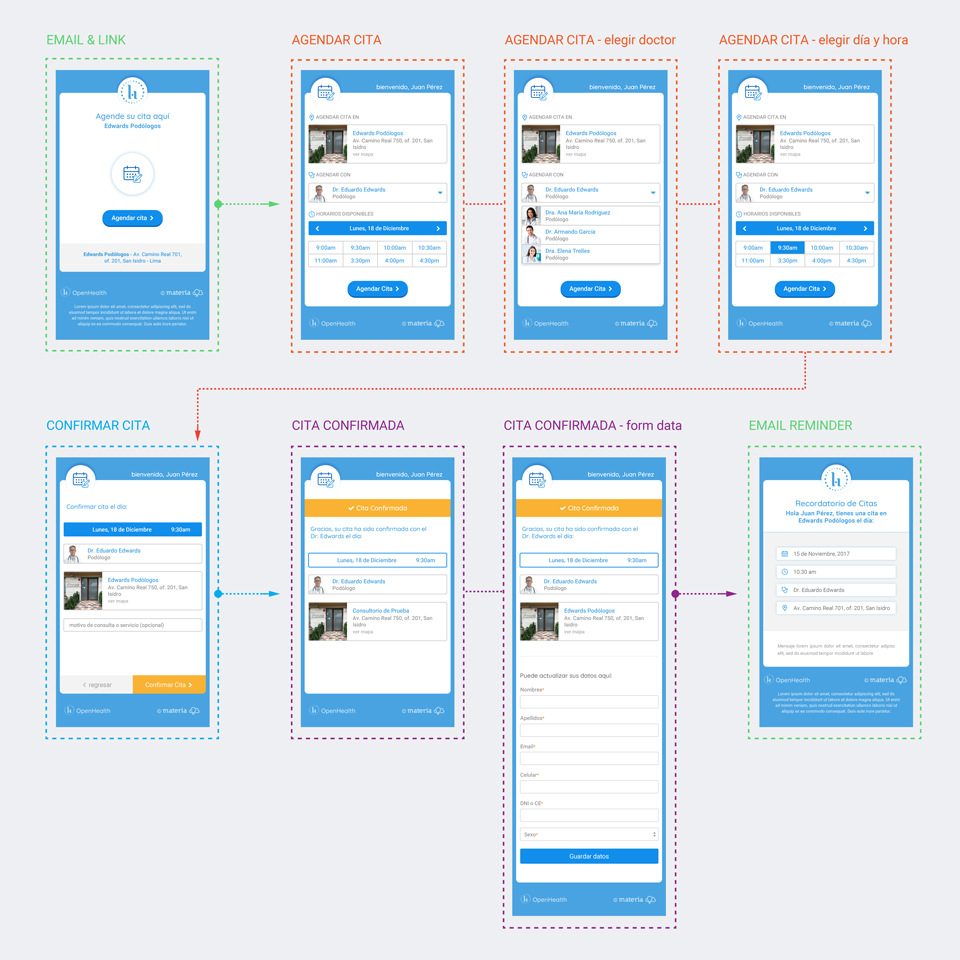 EMAIL & LINK
Agende su cita aquí
Edwards Podólogos
Agendar cita
Edwards Podólogos - Av. Camino Real 701,
of. 201, San Isidro - Lima
OpenHealth
materia
Lorem ipsum dolor sit amet, consectetur adipiscing elit, sed do
eiusmod tempor incididunt ut labore et dolore magna aliqua. Ut enim
ad minim veniam, quis nostrud exercitation ullamco laboris nisi ut
aliquip ex ea commodo consequat. Duis aute irure dolor in
AGENDAR CITA
bienvenido, Juan Pérez
AGENDAR CITA EN
Edwards Podólogos
Av. Camino Real 750, of. 201, San
Isidro
ver mapa
AGENDAR CON
Dr. Eduardo Edwards
Podólogo
HORARIOS DISPONIBLES
Lunes, 18 de Diciembre
9:00am 9:30am 10:00am 10:30am
11:00am 3:30pm 4:00pm 4:30pm
Agendar Cita
OpenHealth
materia
AGENDAR CITA - elegir doctor
bienvenido, Juan Pérez
AGENDAR CITA EN
Edwards Podólogos
Av. Camino Real 750, of. 201, San
Isidro
ver mapa
AGENDAR CON
Dr. Eduardo Edwards
Podólogo
Dra. Ana María Rodríguez
Podólogo
Dr. Armando García
Podólogo
Dra. Elena Trelles
Podólogo
Agendar Cita
OpenHealth
materia
AGENDAR CITA - elegir día y hora
bienvenido, Juan Pérez
AGENDAR CITA EN
Edwards Podólogos
Av. Camino Real 750, of. 201, San
Isidro
ver mapa
AGENDAR CON
Dr. Eduardo Edwards
Podólogo
HORARIOS DISPONIBLES
Lunes, 18 de Diciembre
9:00am 9:30am 10:00am 10:30am
11:00am 3:30pm 4:00pm 4:30pm
Agendar Cita
OpenHealth
materia
CONFIRMAR CITA
bienvenido, Juan Pérez
Confirmar cita el día:
Lunes, 18 de Diciembre 9:30am
Dr. Eduardo Edwards
Podólogo
Edwards Podólogos
Av. Camino Real 750, of. 201, San
Isidro
ver mapa
motivo de consulta o servicio (opcional)
regresar
Confirmar Cita
OpenHealth
materia
CITA CONFIRMADA
bienvenido, Juan Pérez
Cita Confirmada
Gracias, su cita ha sido confirmada con el
Dr. Edwards el día:
Lunes, 18 de Diciembre 9:30am
Dr. Eduardo Edwards
Podólogo
Consultorio de Prueba
Av. Camino Real 750, of. 201, San
Isidro
ver mapa
OpenHealth
materia
CITA CONFIRMADA - form data
bienvenido, Juan Pérez
Cita Confirmada
Gracias, su cita ha sido confirmada con el
Dr. Edwards el día:
Lunes, 18 de Diciembre 9:30am
Dr. Eduardo Edwards
Podólogo
Edwards Podólogos
Av. Camino Real 750, of. 201, San
Isidro
ver mapa
Puede actualizar sus datos aquí:
Nombres*
Apellidos*
Email*
Celular*
DNI o CE*
Sexo*
Guardar datos
OpenHealth
materia
EMAIL REMINDER
Recordatorio de Citas
Hola Juan Pérez, tienes una cita en
Edwards Podólogos el día:
15 de Noviembre, 2017
10:30 am
Dr. Eduardo Edwards
Av. Camino Real 701, of. 201, San Isidro
Mensaje lorem ipsum dolor sit amet, consectetur adipisc
elit, sed do eiusmod tempor incididunt ut labore
OpenHealth
materia
Lorem ipsum dolor sit amet, consectetur adipiscing elit, sed do
eiusmod tempor incididunt ut labore et dolore magna aliqua. Ut enim
ad minim veniam, quis nostrud exercitation ullamco laboris nisi ut
aliquip ex ea commodo consequat. Duis aute irure